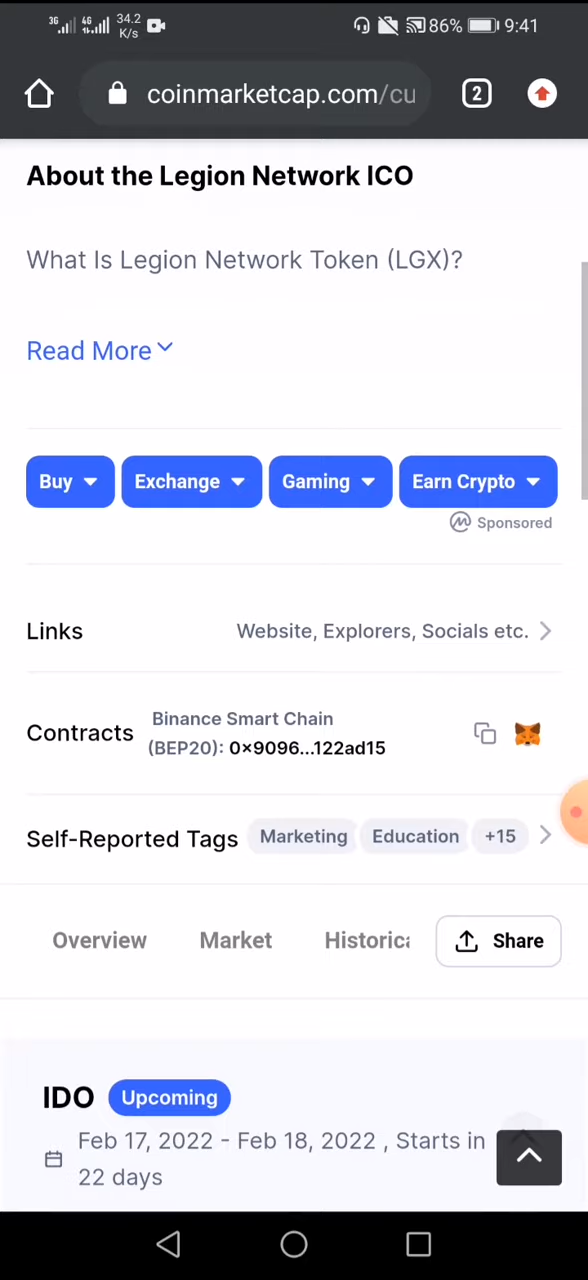 3G 4G 34.2 K/s 86% 9:41
coinmarketcap.com/cu 2
About the Legion Network ICO
What Is Legion Network Token (LGX)?
Read More
Buy Exchange Gaming Earn Crypto
Sponsored
Links Website, Explorers, Socials etc.
Contracts Binance Smart Chain
(BEP20): 0x9096...122ad15
Self-Reported Tags Marketing Education +15
Overview Market Historica Share
IDO Upcoming
Feb 17, 2022 - Feb 18, 2022 , Starts in
22 days